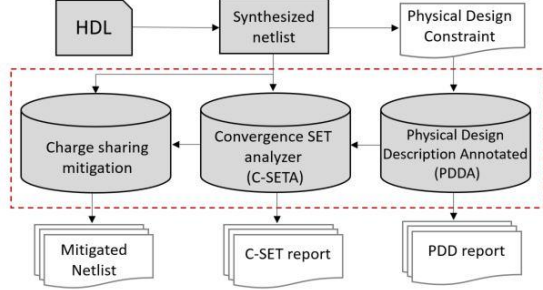 HDL
Synthesized
netlist
Physical Design
Constraint
Charge sharing
mitigation
Convergence SET
analyzer
(C-SETA)
Physical Design
Description Annotated
(PDDA)
Mitigated
Netlist
C-SET report
PDD report